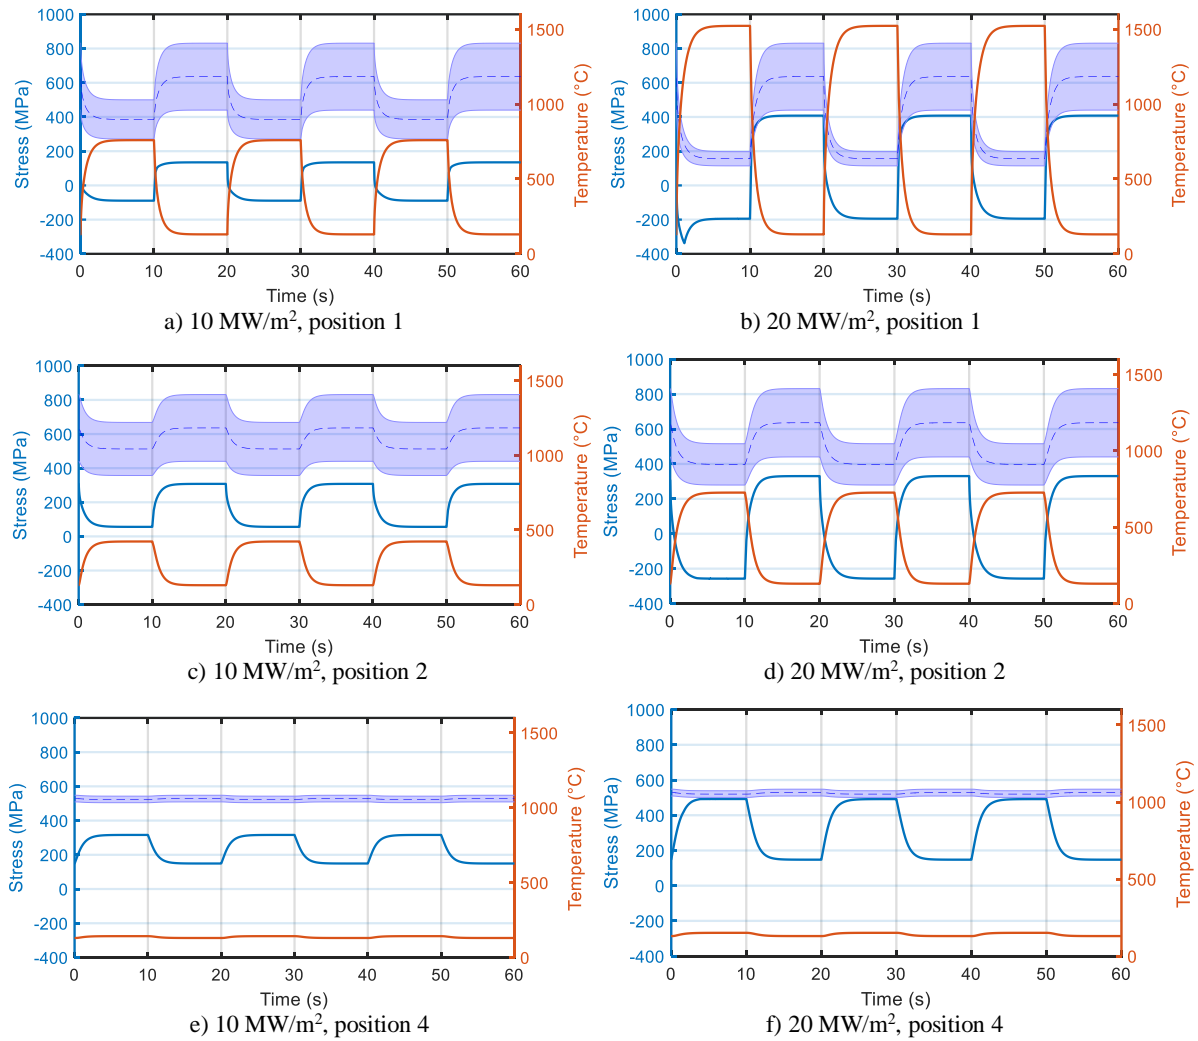 1000
800
600
400
200
0
-200
-400
Stress (MPa)
1500
1000
500
0
Temperature (°C)
0 10 20 30 40 50 60
Time (s)
a) 10 MW/m², position 1
1000
800
600
400
200
0
-200
-400
Stress (MPa)
1500
1000
500
0
Temperature (°C)
0 10 20 30 40 50 60
Time (s)
b) 20 MW/m², position 1
1000
800
600
400
200
0
-200
-400
Stress (MPa)
1500
1000
500
0
Temperature (°C)
0 10 20 30 40 50 60
Time (s)
c) 10 MW/m², position 2
1000
800
600
400
200
0
-200
-400
Stress (MPa)
1500
1000
500
0
Temperature (°C)
0 10 20 30 40 50 60
Time (s)
d) 20 MW/m², position 2
1000
800
600
400
200
0
-200
-400
Stress (MPa)
1500
1000
500
0
Temperature (°C)
0 10 20 30 40 50 60
Time (s)
e) 10 MW/m², position 4
1000
800
600
400
200
0
-200
-400
Stress (MPa)
1500
1000
500
0
Temperature (°C)
0 10 20 30 40 50 60
Time (s)
f) 20 MW/m², position 4